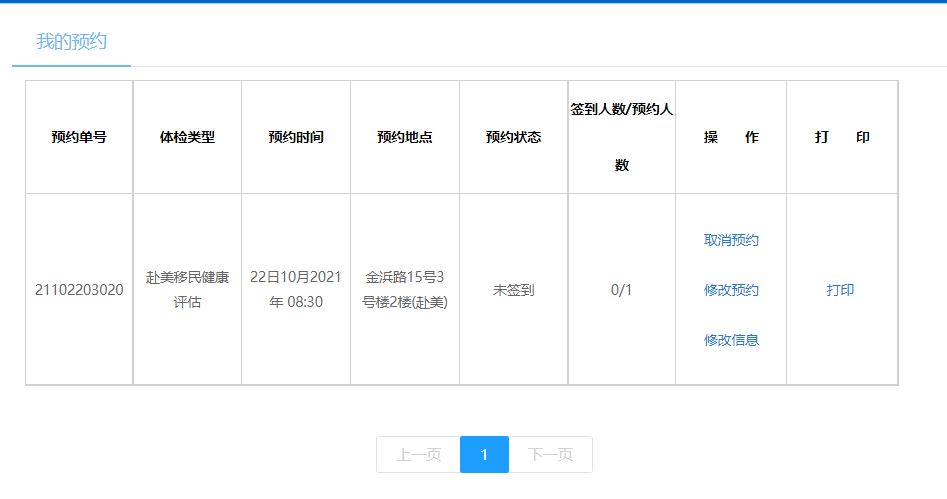 我的预约
预约单号
体检类型
预约时间
预约地点
预约状态
签到人数/预约人
数
操 作
打 印
21102203020
赴美移民健康
评估
22日10月2021
年 08:30
金浜路15号3
号楼2楼(赴美)
未签到
0/1
取消预约
修改预约
修改信息
打印
上一页
1
下一页